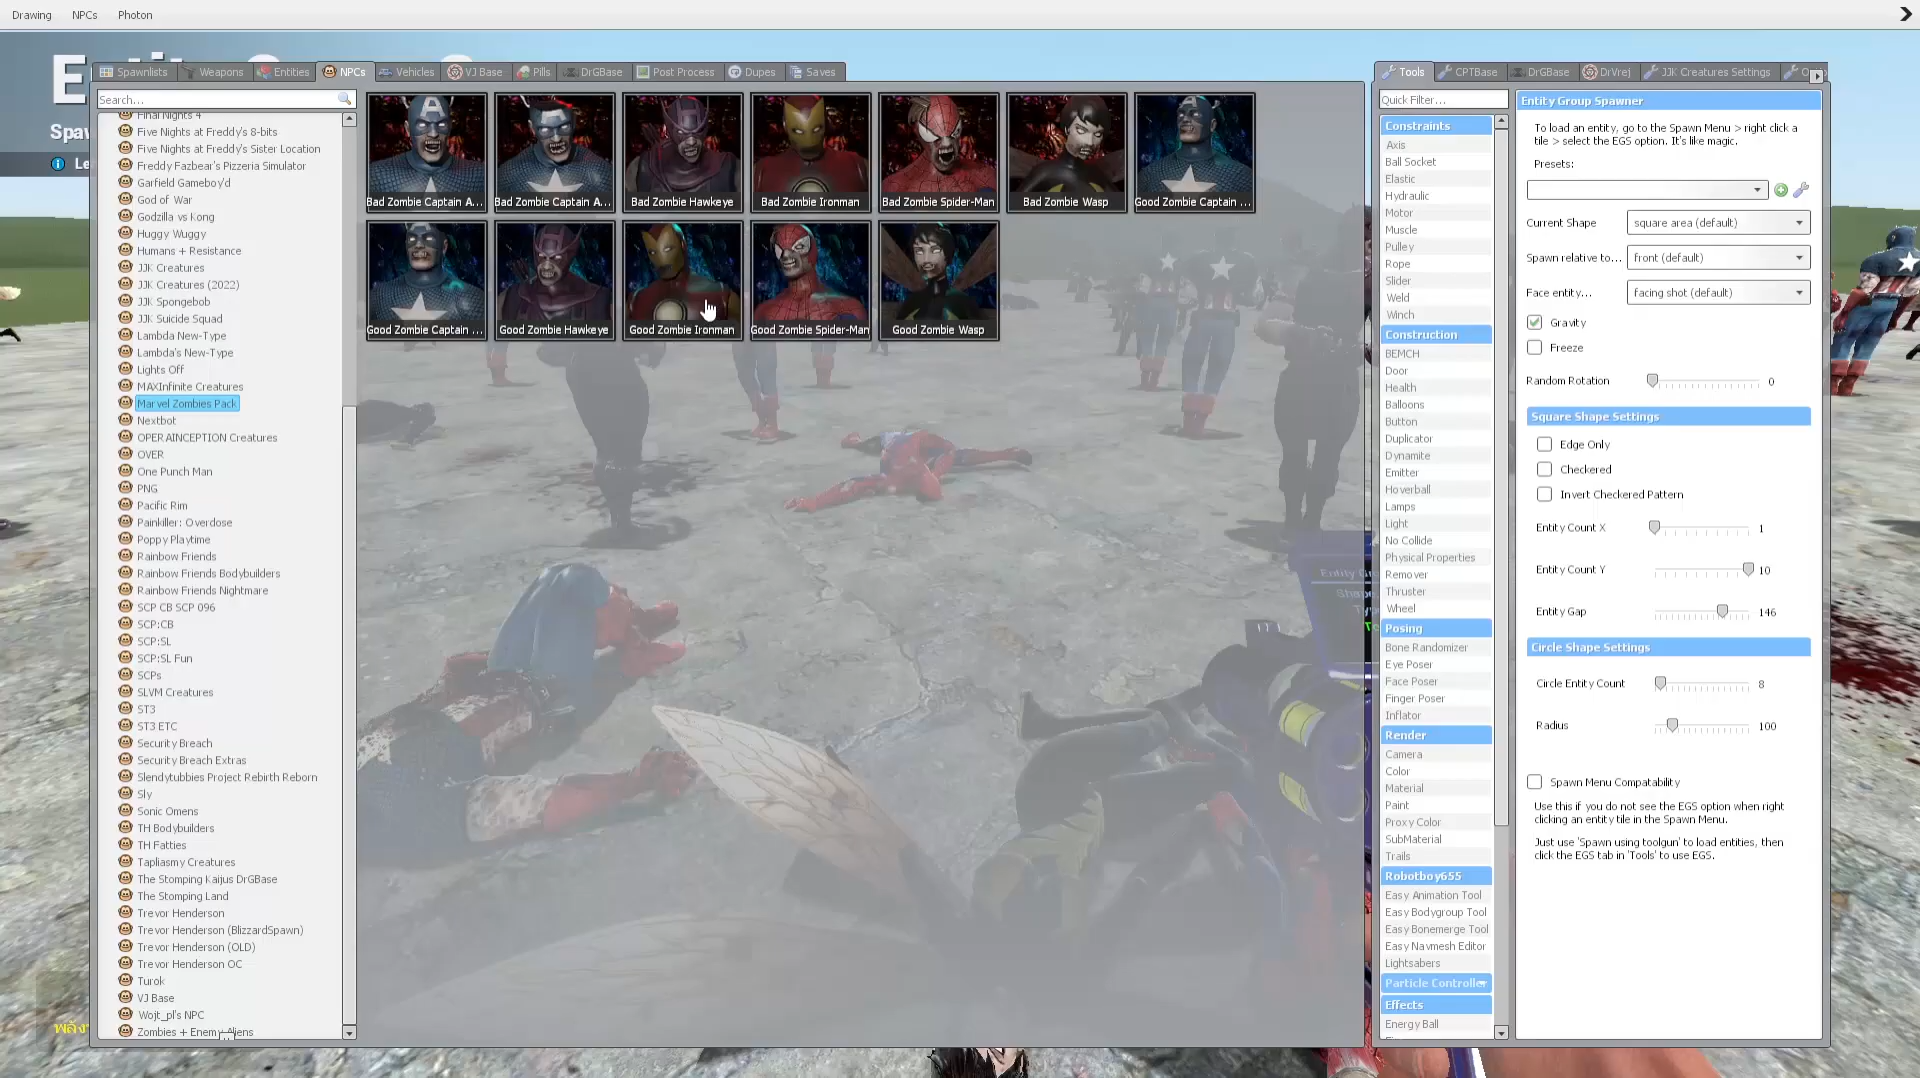 Drawing NPCs Photon
Spawnlists Weapons Entities NPCs Vehicles VJ Base Pills DrGBase Post Process Dupes Saves
Search...
Final Nights 4
Five Nights at Freddy's 8-bits
Five Nights at Freddy's Sister Location
Freddy Fazbear's Pizzeria Simulator
Garfield Gameboy'd
God of War
Godzilla vs Kong
Huggy Wuggy
Humans + Resistance
JJK Creatures
JJK Creatures (2022)
JJK Spongebob
JJK Suicide Squad
Lambda New-Type
Lambda's New-Type
Lights Off
MAXInfinite Creatures
Marvel Zombies Pack
Nextbot
OPERAINCEPTION Creatures
OVER
One Punch Man
PNG
Pacific Rim
Painkiller: Overdose
Poppy Playtime
Rainbow Friends
Rainbow Friends Bodybuilders
Rainbow Friends Nightmare
SCP CB SCP 096
SCP:CB
SCP:SL
SCP:SL Fun
SCPs
SLVM Creatures
ST3
ST3 ETC
Security Breach
Security Breach Extras
Slendytubbies Project Rebirth Reborn
Sly
Sonic Omens
TH Bodybuilders
TH Fatties
Tapliasmy Creatures
The Stomping Kaijus DrGBase
The Stomping Land
Trevor Henderson
Trevor Henderson (BlizzardSpawn)
Trevor Henderson (OLD)
Trevor Henderson OC
Turok
VJ Base
Wojt_pl's NPC
Zombies + Enemy Aliens
Bad Zombie Captain A... Bad Zombie Captain A... Bad Zombie Hawkeye Bad Zombie Ironman Bad Zombie Spider-Man Bad Zombie Wasp Good Zombie Captain ...
Good Zombie Captain ... Good Zombie Hawkeye Good Zombie Ironman Good Zombie Spider-Man Good Zombie Wasp
Tools CPTBase DrGBase DrVrej JJK Creatures Settings
Quick Filter...
Constraints
Axis
Ball Socket
Elastic
Hydraulic
Motor
Muscle
Pulley
Rope
Slider
Weld
Winch
Construction
BEMCH
Door
Health
Balloons
Button
Duplicator
Dynamite
Emitter
Hoverball
Lamps
Light
No Collide
Physical Properties
Remover
Thruster
Wheel
Posing
Bone Randomizer
Eye Poser
Face Poser
Finger Poser
Inflator
Render
Camera
Color
Material
Paint
Proxy Color
SubMaterial
Trails
Robotboy655
Easy Animation Tool
Easy Bodygroup Tool
Easy Bonemerge Tool
Easy Navmesh Editor
Lightsabers
Particle Controller
Effects
Energy Ball
Entity Group Spawner
To load an entity, go to the Spawn Menu > right click a
tile > select the EGS option. It's like magic.
Presets:
Current Shape square area (default)
Spawn relative to... front (default)
Face entity... facing shot (default)
Gravity
Freeze
Random Rotation 0
Square Shape Settings
Edge Only
Checkered
Invert Checkered Pattern
Entity Count X 1
Entity Count Y 10
Entity Gap 146
Circle Shape Settings
Circle Entity Count 8
Radius 100
Spawn Menu Compatability
Use this if you do not see the EGS option when right
clicking an entity tile in the Spawn Menu.
Just use 'Spawn using toolgun' to load entities, then
click the EGS tab in 'Tools' to use EGS.